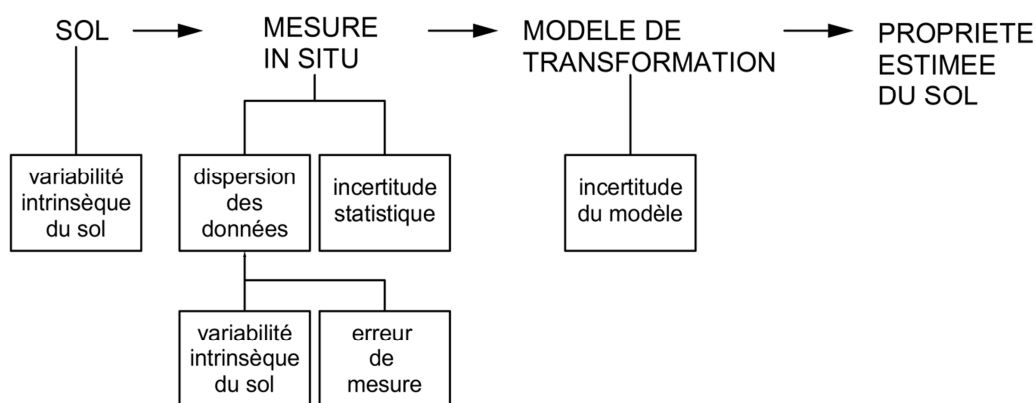 SOL
MESURE
IN SITU
MODELE DE
TRANSFORMATION
PROPRIETE
ESTIMEE
DU SOL
variabilité
intrinsèque
du sol
dispersion
des
données
incertitude
statistique
incertitude
du modèle
variabilité
intrinsèque
du sol
erreur
de
mesure